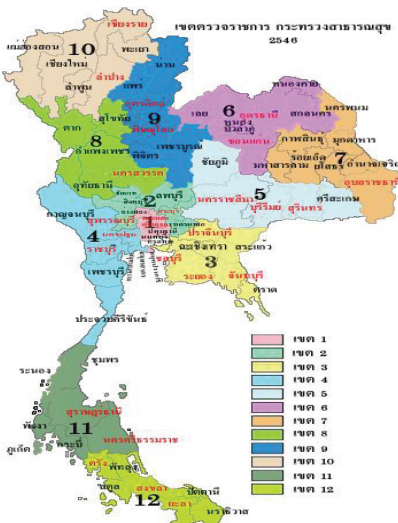 เขตตรวจราชการ กระทรวงสาธารณสุข
2546
เชียงราย
แม่ฮ่องสอน
10
พะเยา
เชียงใหม่
น่าน
ลำปาง
ลำพูน
แพร่
หนองคาย
อุตรดิตถ์
เลย
6
อุดรธานี
สกลนคร
นครพนม
สุโขทัย
9
ตาก
พิษณุโลก
ขอนแก่น
กาฬสินธุ์
มุกดาหาร
8
กำแพงเพชร
เพชรบูรณ์
พิจิตร
ชัยภูมิ
ร้อยเอ็ด
7
มหาสารคาม
ยโสธร
อำนาจเจริญ
นครสวรรค์
อุทัยธานี
อุบลราชธานี
5
ลพบุรี
2
นครราชสีมา
บุรีรัมย์
สุรินทร์
ศรีสะเกษ
กาญจนบุรี
สุพรรณบุรี
1
4
ราชบุรี
ปราจีนบุรี
ฉะเชิงเทรา
สระแก้ว
3
ชลบุรี
เพชรบุรี
ระยอง
จันทบุรี
ตราด
ประจวบคีรีขันธ์
ชุมพร
ระนอง
สุราษฎรธานี
พังงา
11
นครศรีธรรมราช
ภูเก็ต
กระบี่
ตรัง
พัทลุง
สตูล
สงขลา
ปัตตานี
12
ยะลา
นราธิวาส
เขต 1
เขต 2
เขต 3
เขต 4
เขต 5
เขต 6
เขต 7
เขต 8
เขต 9
เขต 10
เขต 11
เขต 12